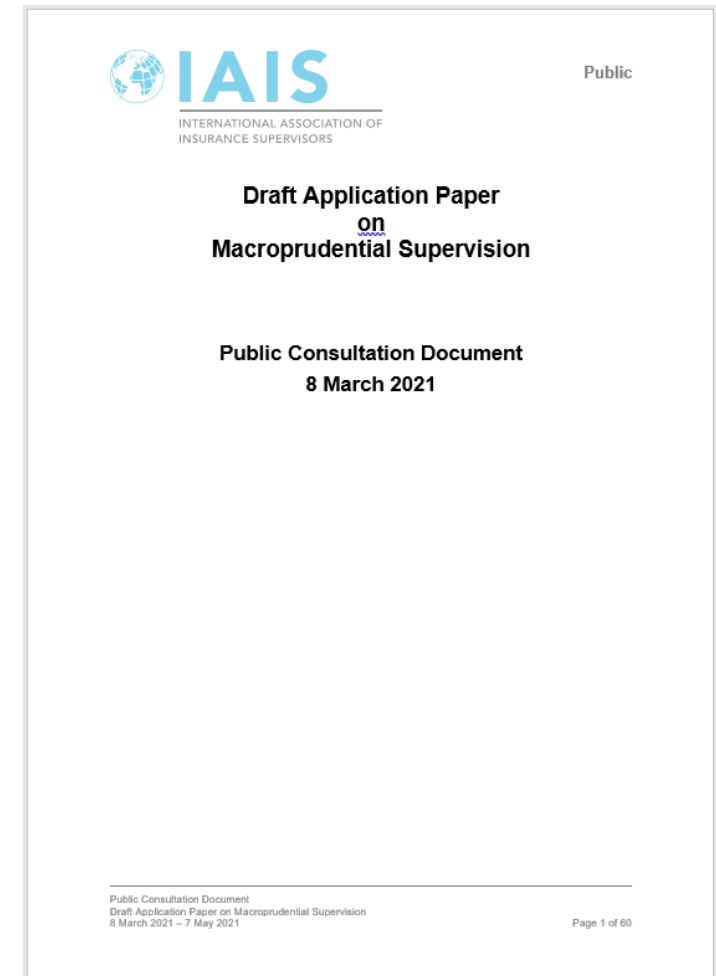 IAIS
Public
INTERNATIONAL ASSOCIATION OF
INSURANCE SUPERVISORS
Draft Application Paper
on
Macroprudential Supervision
Public Consultation Document
8 March 2021
Public Consultation Document
Draft Application Paper on Macroprudential Supervision
8 March 2021 – 7 May 2021
Page 1 of 60